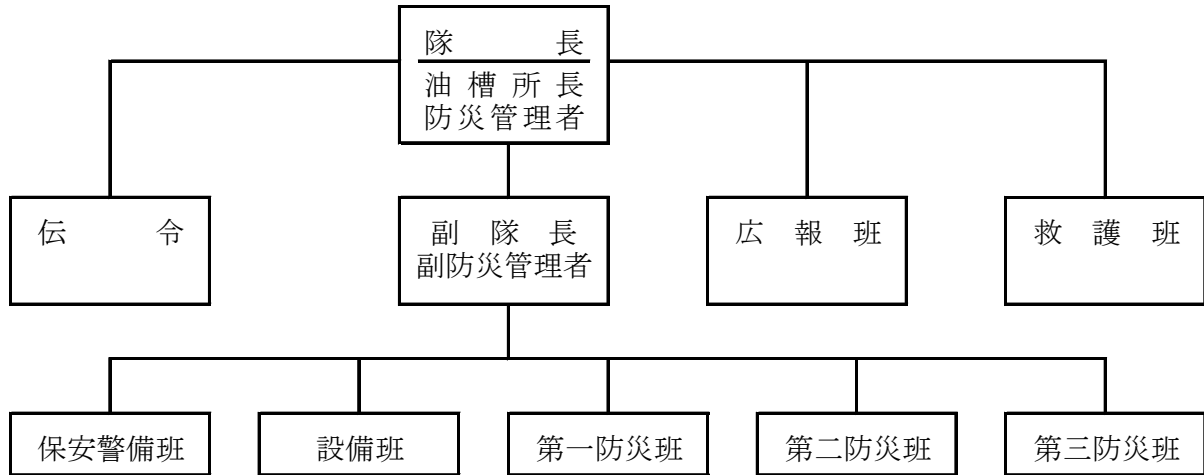 隊長
油槽所長
防災管理者
伝令
副隊長
副防災管理者
広報班
救護班
保安警備班
設備班
第一防災班
第二防災班
第三防災班